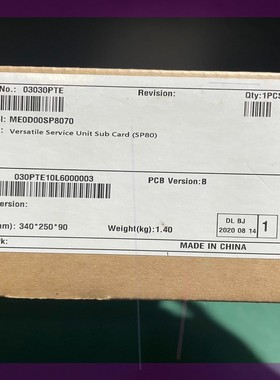 No.: 03030PTE
Revision:
Qty:1PCS
l: ME0D00SP8070
: Versatile Service Unit Sub Card (SP80)
030PTE10L6000003
PCB Version:B
mm): 340*250*90
Weight(kg):1.40
DL BJ
2020 08 14
1
rk:
MADE IN CHINA